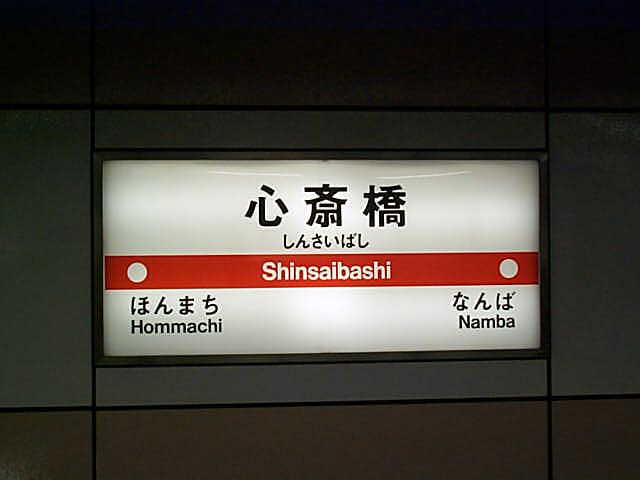 心斎橋
しんさいばし
Shinsaibashi
ほんまち なんば
Hommachi Namba